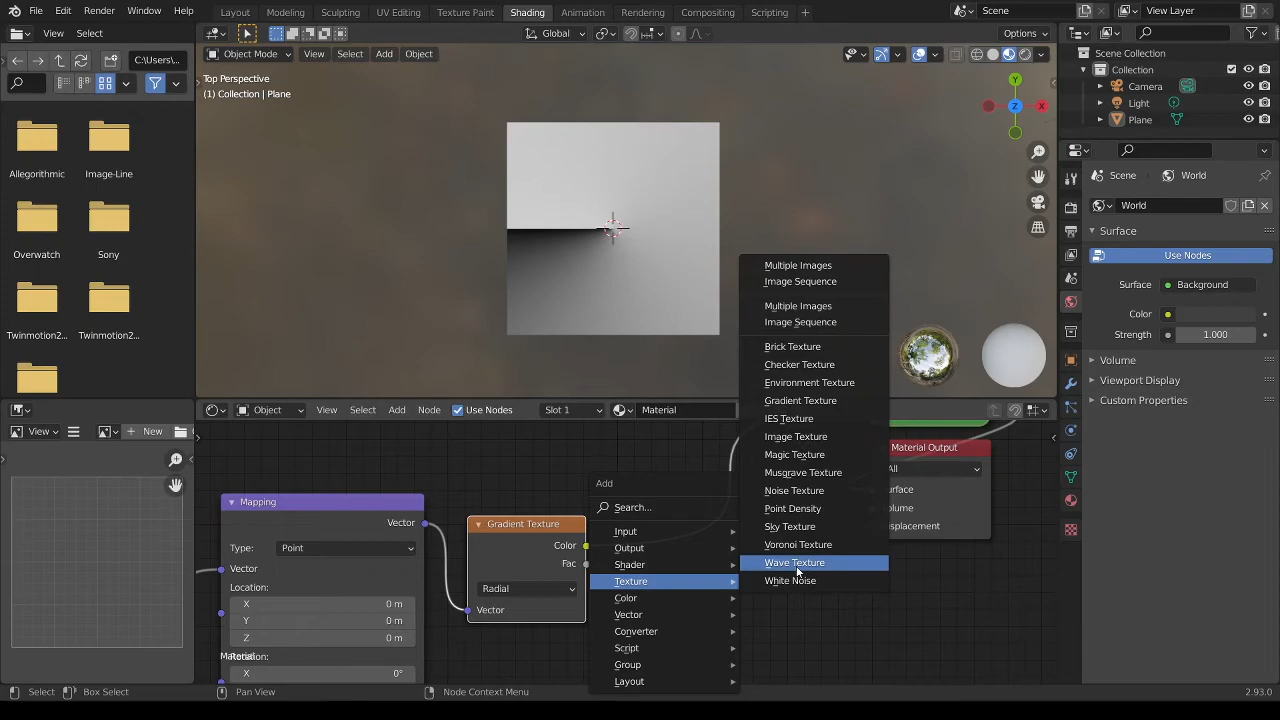 File Edit Render Window Help Layout Modeling Sculpting UV Editing Texture Paint Shading Animation Rendering Compositing Scripting + Scene View Layer
View Select
Global Options
Object Mode View Select Add Object
C:\Users\...
Top Perspective
(1) Collection | Plane
Y
Z X
Scene Collection
Collection
Camera
Light
Plane
Allegorithmic Image-Line
Overwatch Sony
Twinmotion2... Twinmotion2...
Scene World
World
Surface
Use Nodes
Surface: Background
Color
Strength 1.000
Volume
Viewport Display
Custom Properties
View New
Object View Select Add Node Use Nodes Slot 1 Material
Mapping
Vector
Type: Point
Vector
Location:
X 0 m
Y 0 m
Z 0 m
Rotation:
X 0°
Material
Gradient Texture
Color
Fac
Radial
Vector
Add
Search...
Input
Output
Shader
Texture
Color
Vector
Converter
Script
Group
Layout
Multiple Images
Image Sequence
Multiple Images
Image Sequence
Brick Texture
Checker Texture
Environment Texture
Gradient Texture
IES Texture
Image Texture
Magic Texture
Musgrave Texture
Noise Texture
Point Density
Sky Texture
Voronoi Texture
Wave Texture
White Noise
Material Output
All
Surface
Volume
Displacement
Select Box Select Pan View Node Context Menu 2.93.0